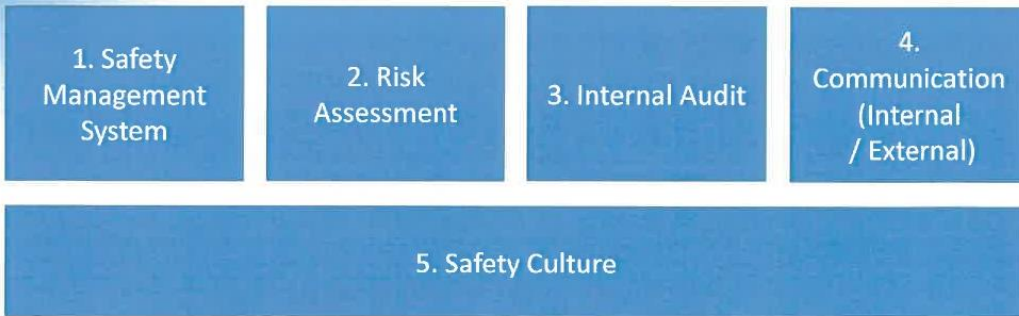 1. Safety
Management
System
2. Risk
Assessment
3. Internal Audit
4.
Communication
(Internal
/ External)
5. Safety Culture